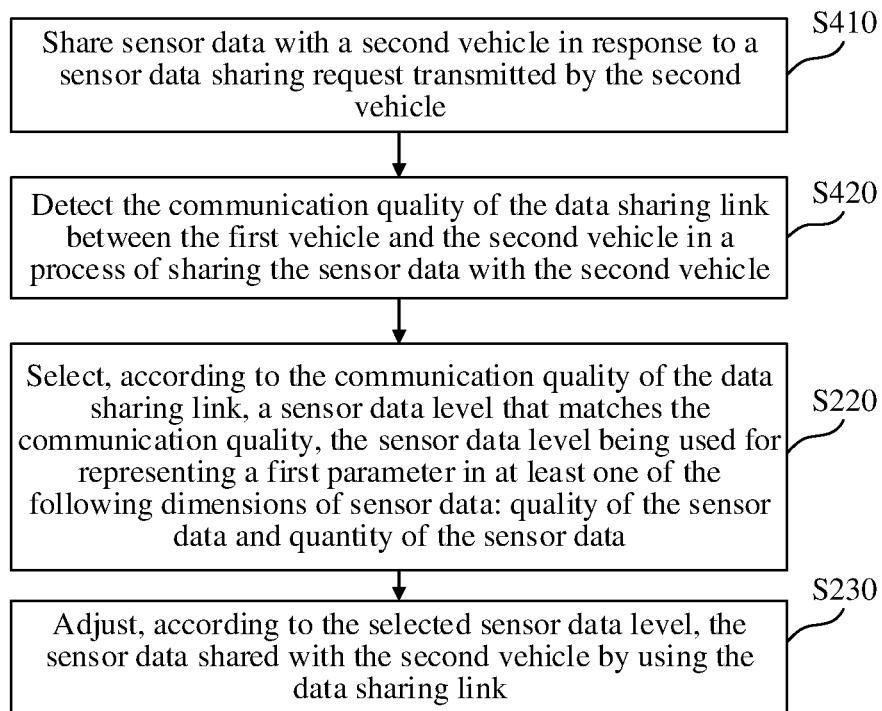 S410
Share sensor data with a second vehicle in response to a
sensor data sharing request transmitted by the second
vehicle
S420
Detect the communication quality of the data sharing link
between the first vehicle and the second vehicle in a
process of sharing the sensor data with the second vehicle
S220
Select, according to the communication quality of the data
sharing link, a sensor data level that matches the
communication quality, the sensor data level being used for
representing a first parameter in at least one of the
following dimensions of sensor data: quality of the sensor
data and quantity of the sensor data
S230
Adjust, according to the selected sensor data level, the
sensor data shared with the second vehicle by using the
data sharing link